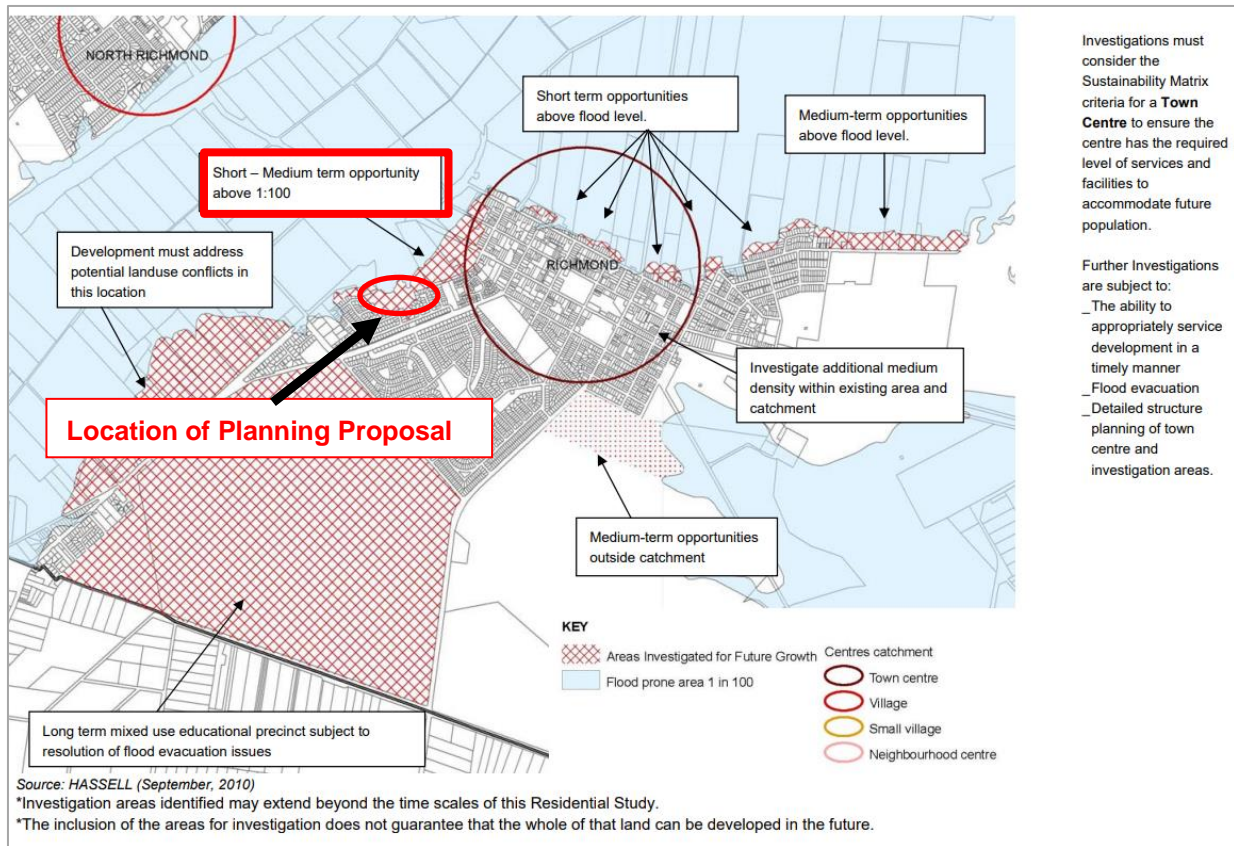 NORTH RICHMOND
Short term opportunities
above flood level.
Medium-term opportunities
above flood level.
Short – Medium term opportunity
above 1:100
Development must address
potential landuse conflicts in
this location
RICHMOND
Location of Planning Proposal
Investigate additional medium
density within existing area and
catchment
Medium-term opportunities
outside catchment
Long term mixed use educational precinct subject to
resolution of flood evacuation issues
KEY
Areas Investigated for Future Growth
Flood prone area 1 in 100
Centres catchment
Town centre
Village
Small village
Neighbourhood centre
Investigations must
consider the
Sustainability Matrix
criteria for a Town
Centre to ensure the
centre has the required
level of services and
facilities to
accommodate future
population.
Further Investigations
are subject to:
_The ability to
appropriately service
development in a
timely manner
_Flood evacuation
_Detailed structure
planning of town
centre and
investigation areas.
Source: HASSELL (September, 2010)
*Investigation areas identified may extend beyond the time scales of this Residential Study.
*The inclusion of the areas for investigation does not guarantee that the whole of that land can be developed in the future.